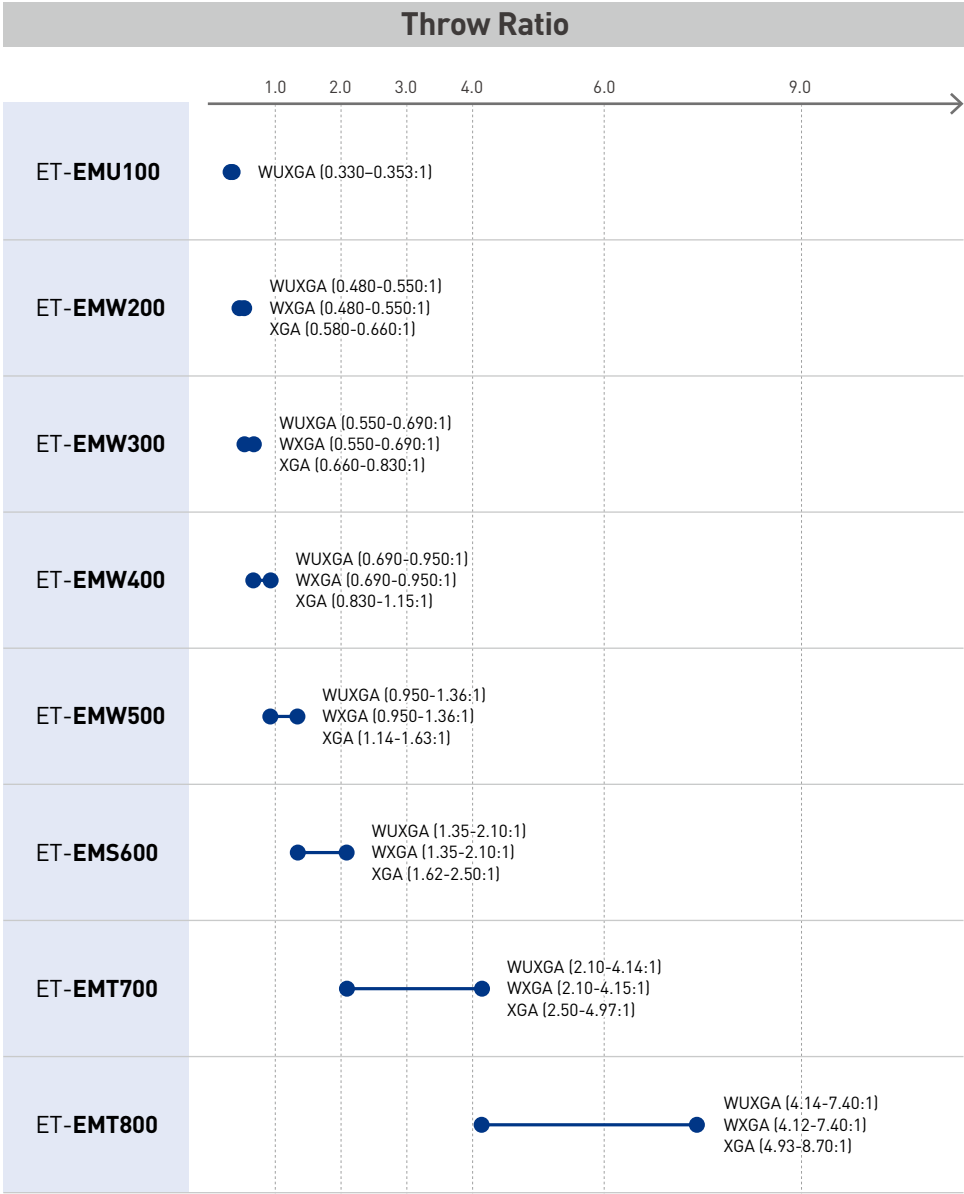 Throw Ratio
1.0 2.0 3.0 4.0 6.0 9.0
ET-EMU100
WUXGA (0.330–0.353:1)
ET-EMW200
WUXGA (0.480-0.550:1)
WXGA (0.480-0.550:1)
XGA (0.580-0.660:1)
ET-EMW300
WUXGA (0.550-0.690:1)
WXGA (0.550-0.690:1)
XGA (0.660-0.830:1)
ET-EMW400
WUXGA (0.690-0.950:1)
WXGA (0.690-0.950:1)
XGA (0.830-1.15:1)
ET-EMW500
WUXGA (0.950-1.36:1)
WXGA (0.950-1.36:1)
XGA (1.14-1.63:1)
ET-EMS600
WUXGA (1.35-2.10:1)
WXGA (1.35-2.10:1)
XGA (1.62-2.50:1)
ET-EMT700
WUXGA (2.10-4.14:1)
WXGA (2.10-4.15:1)
XGA (2.50-4.97:1)
ET-EMT800
WUXGA (4.14-7.40:1)
WXGA (4.12-7.40:1)
XGA (4.93-8.70:1)